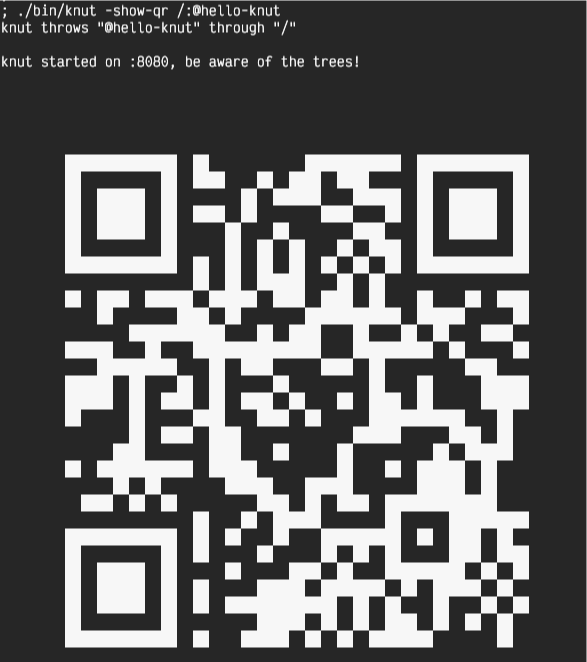 ; ./bin/knut -show-qr /:@hello-knut
knut throws "@hello-knut" through "/"
knut started on :8080, be aware of the trees!